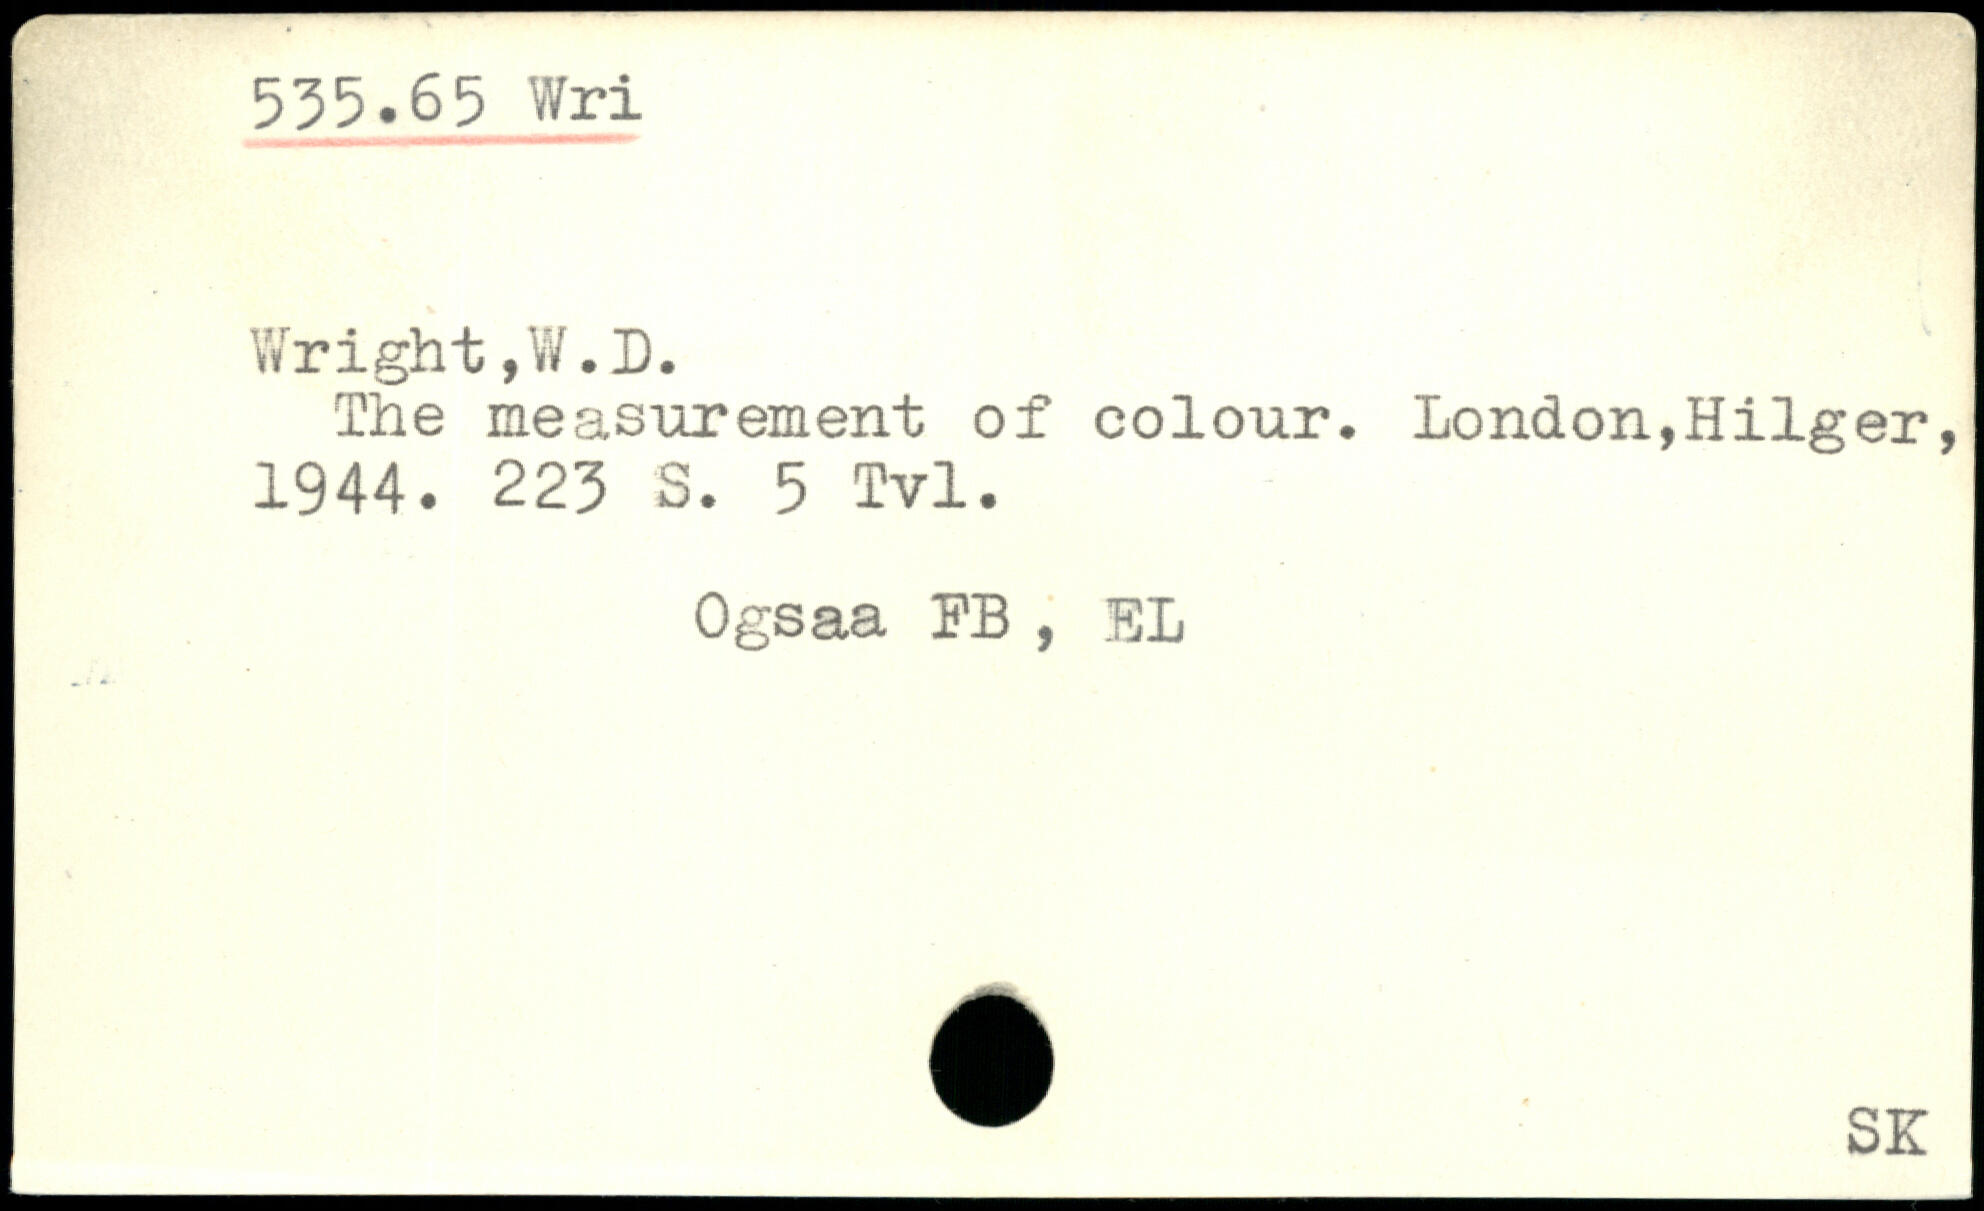 535.65 Wri
Wright,W.D.
The measurement of colour. London,Hilger,
1944. 223 S. 5 Tvl.
Ogsaa FB, EL
SK